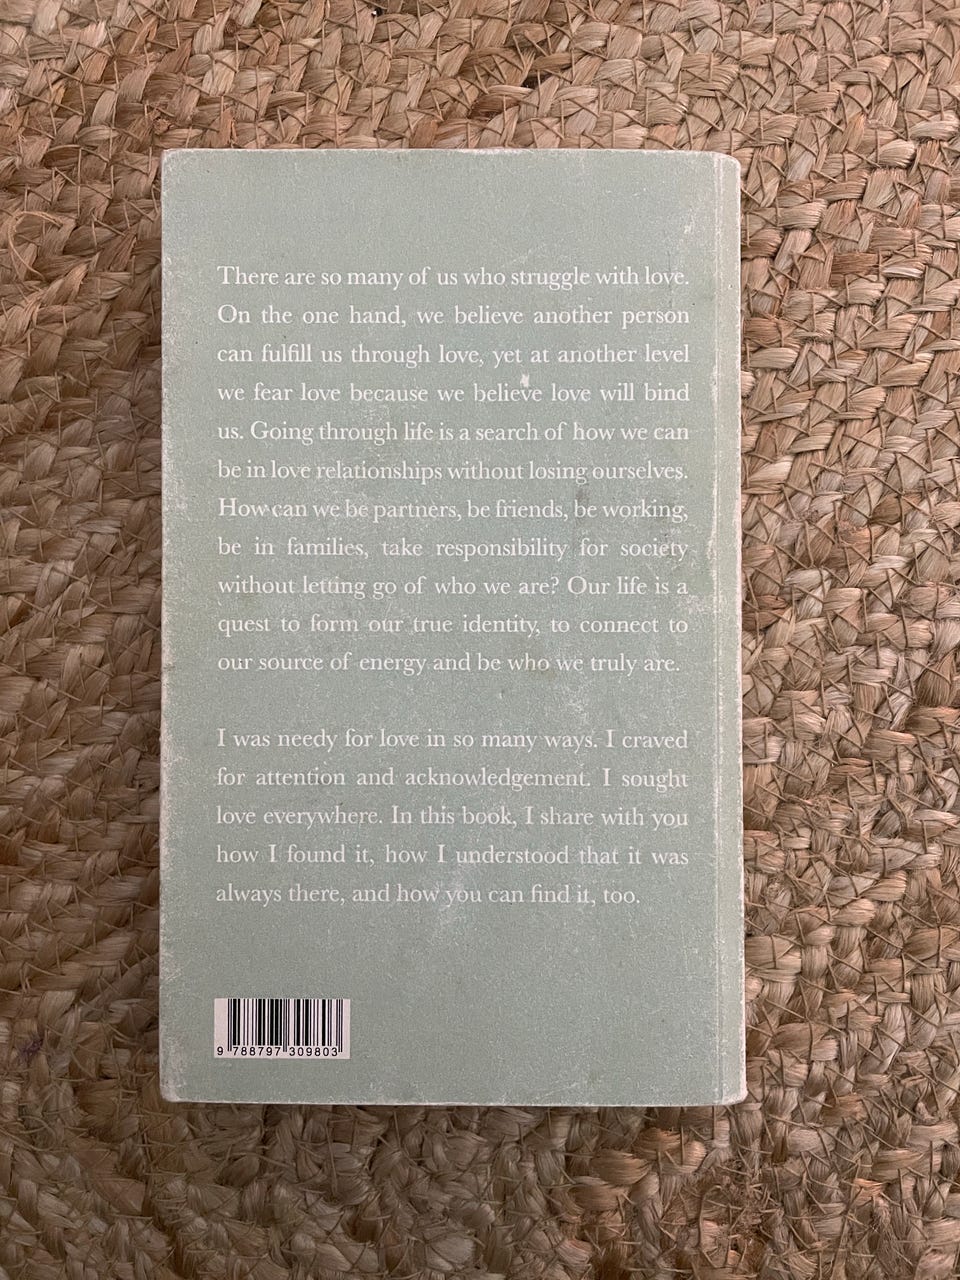 There are so many of us who struggle with love.
On the one hand, we believe another person
can fulfill us through love, yet at another level
we fear love because we believe love will bind
us. Going through life is a search of how we can
be in love relationships without losing ourselves.
How can we be partners, be friends, be working,
be in families, take responsibility for society
without letting go of who we are? Our life is a
quest to form our true identity, to connect to
our source of energy and be who we truly are.
I was needy for love in so many ways. I craved
for attention and acknowledgement. I sought
love everywhere. In this book, I share with you
how I found it, how I understood that it was
always there, and how you can find it, too.
9 788797 309803